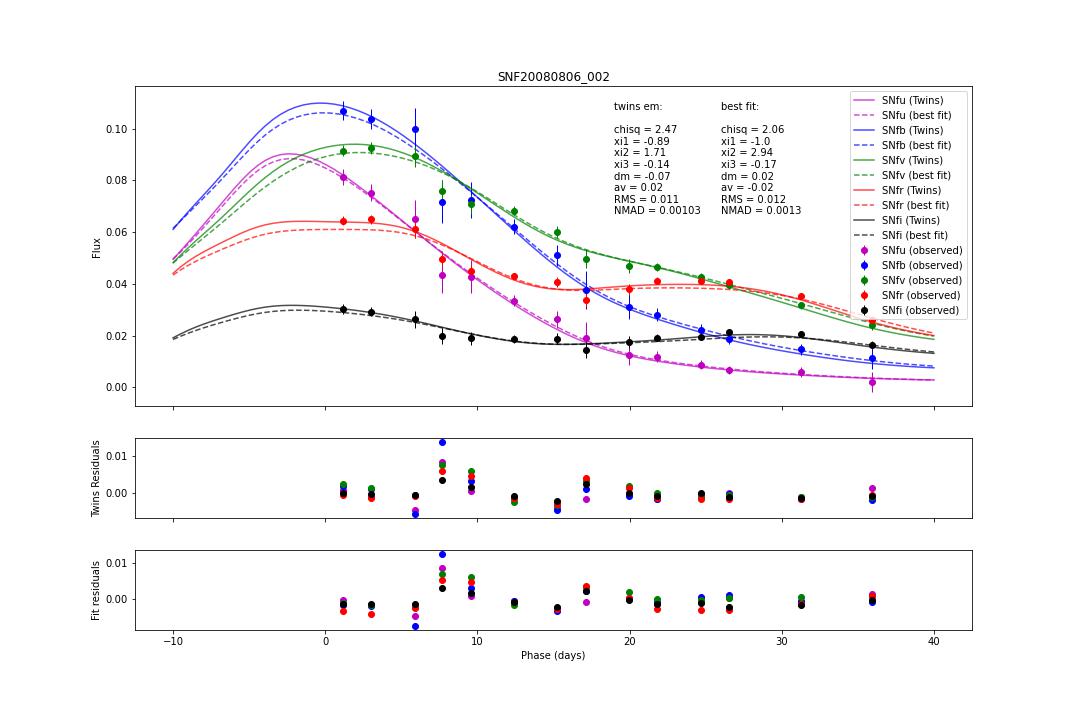 SNF20080806_002
twins em: best fit:
chisq = 2.47 chisq = 2.06
xi1 = -0.89 xi1 = -1.0
xi2 = 1.71 xi2 = 2.94
xi3 = -0.14 xi3 = -0.17
dm = -0.07 dm = 0.02
av = 0.02 av = -0.02
RMS = 0.011 RMS = 0.012
NMAD = 0.00103 NMAD = 0.0013
SNfu (Twins)
SNfu (best fit)
SNfb (Twins)
SNfb (best fit)
SNfv (Twins)
SNfv (best fit)
SNfr (Twins)
SNfr (best fit)
SNfi (Twins)
SNfi (best fit)
SNfu (observed)
SNfb (observed)
SNfv (observed)
SNfr (observed)
SNfi (observed)
Flux
0.10
0.08
0.06
0.04
0.02
0.00
Twins Residuals
0.01
0.00
Fit residuals
0.01
0.00
−10 0 10 20 30 40
Phase (days)